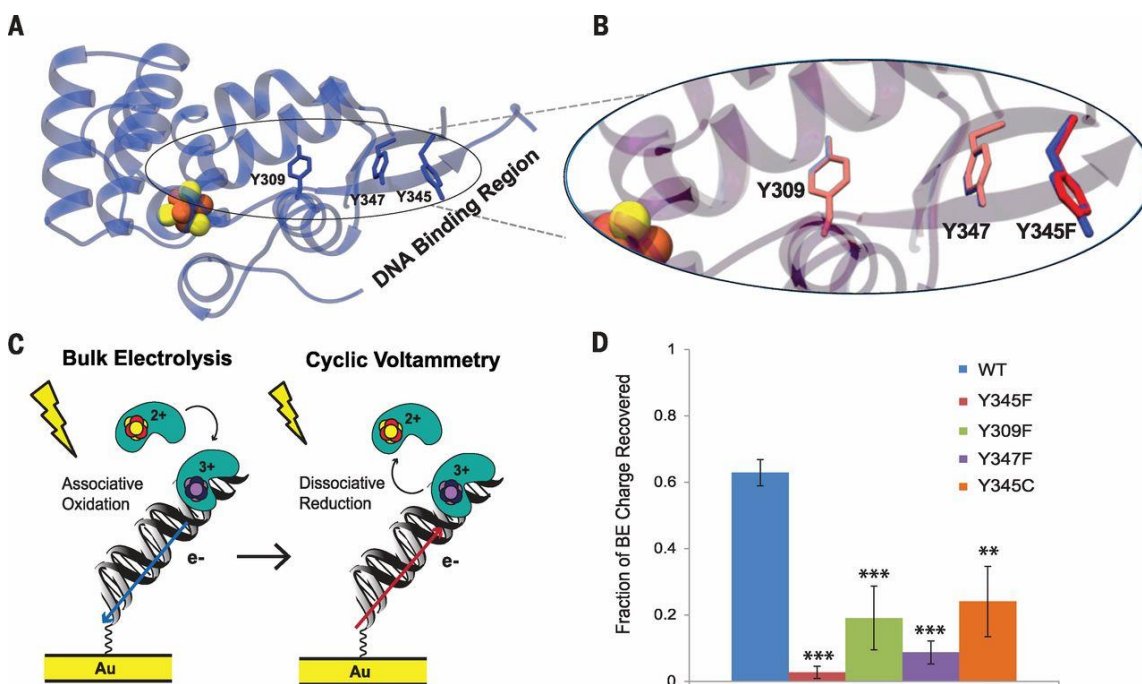 A
Y309
Y347
Y345
DNA Binding Region
B
Y309
Y347
Y345F
C
Bulk Electrolysis
2+
Associative
Oxidation
3+
e-
Au
Cyclic Voltammetry
2+
Dissociative
Reduction
3+
e-
Au
D
Fraction of BE Charge Recovered
1
0.8
0.6
0.4
0.2
0
***
***
***
**
WT
Y345F
Y309F
Y347F
Y345C